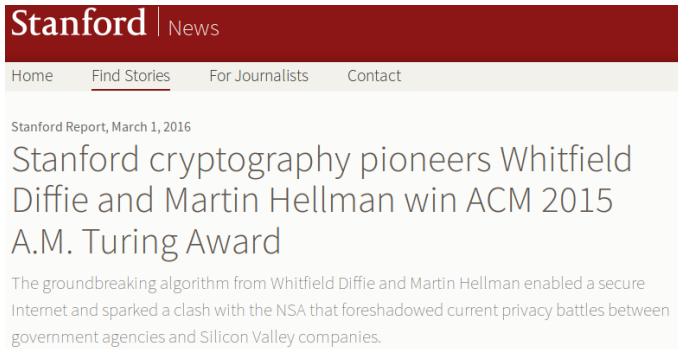 Stanford | News
Home Find Stories For Journalists Contact
Stanford Report, March 1, 2016
Stanford cryptography pioneers Whitfield
Diffie and Martin Hellman win ACM 2015
A.M. Turing Award
The groundbreaking algorithm from Whitfield Diffie and Martin Hellman enabled a secure
Internet and sparked a clash with the NSA that foreshadowed current privacy battles between
government agencies and Silicon Valley companies.